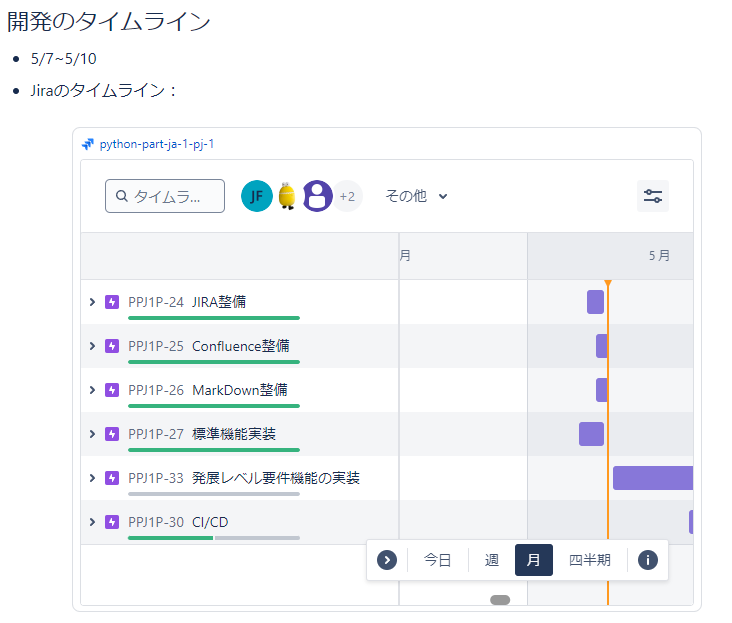 開発のタイムライン
5/7~5/10
Jiraのタイムライン：
python-part-ja-1-pj-1
タイムラ...
JF
+2
その他
月
5 月
PPJ1P-24 JIRA整備
PPJ1P-25 Confluence整備
PPJ1P-26 MarkDown整備
PPJ1P-27 標準機能実装
PPJ1P-33 発展レベル要件機能の実装
PPJ1P-30 CI/CD
今日 週 月 四半期